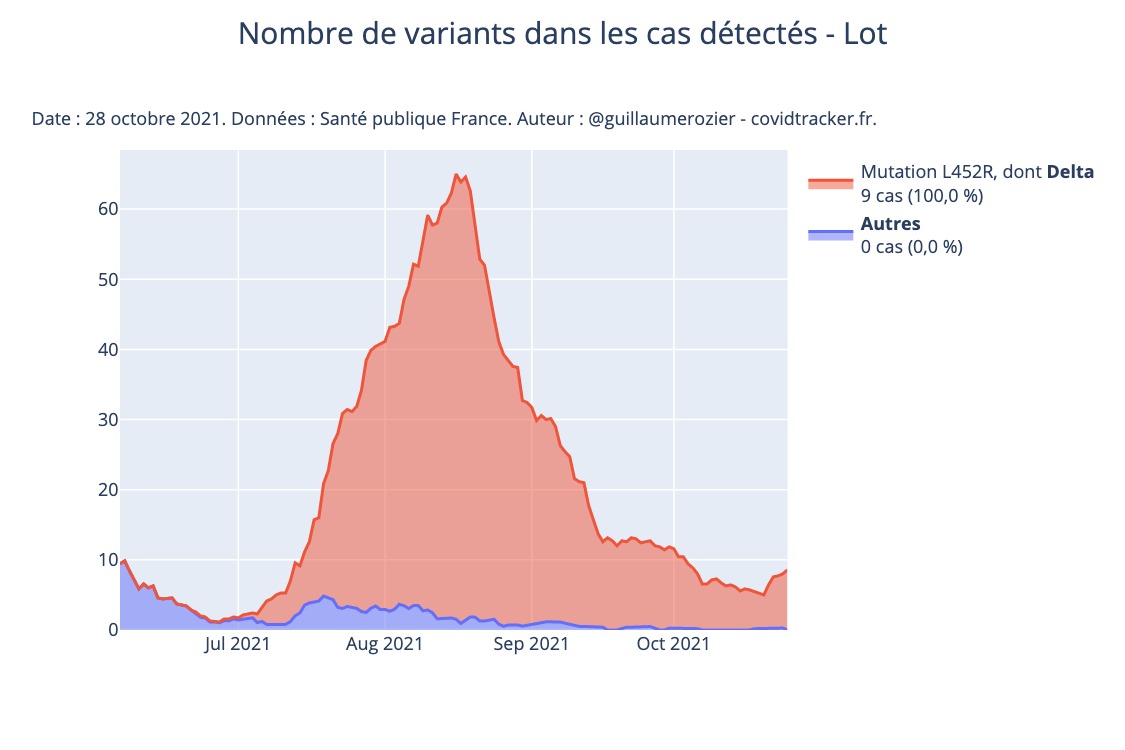 Nombre de variants dans les cas détectés - Lot
Date : 28 octobre 2021. Données : Santé publique France. Auteur : @guillaumerozier - covidtracker.fr.
Mutation L452R, dont Delta
9 cas (100,0 %)
Autres
0 cas (0,0 %)
60
50
40
30
20
10
0
Jul 2021
Aug 2021
Sep 2021
Oct 2021